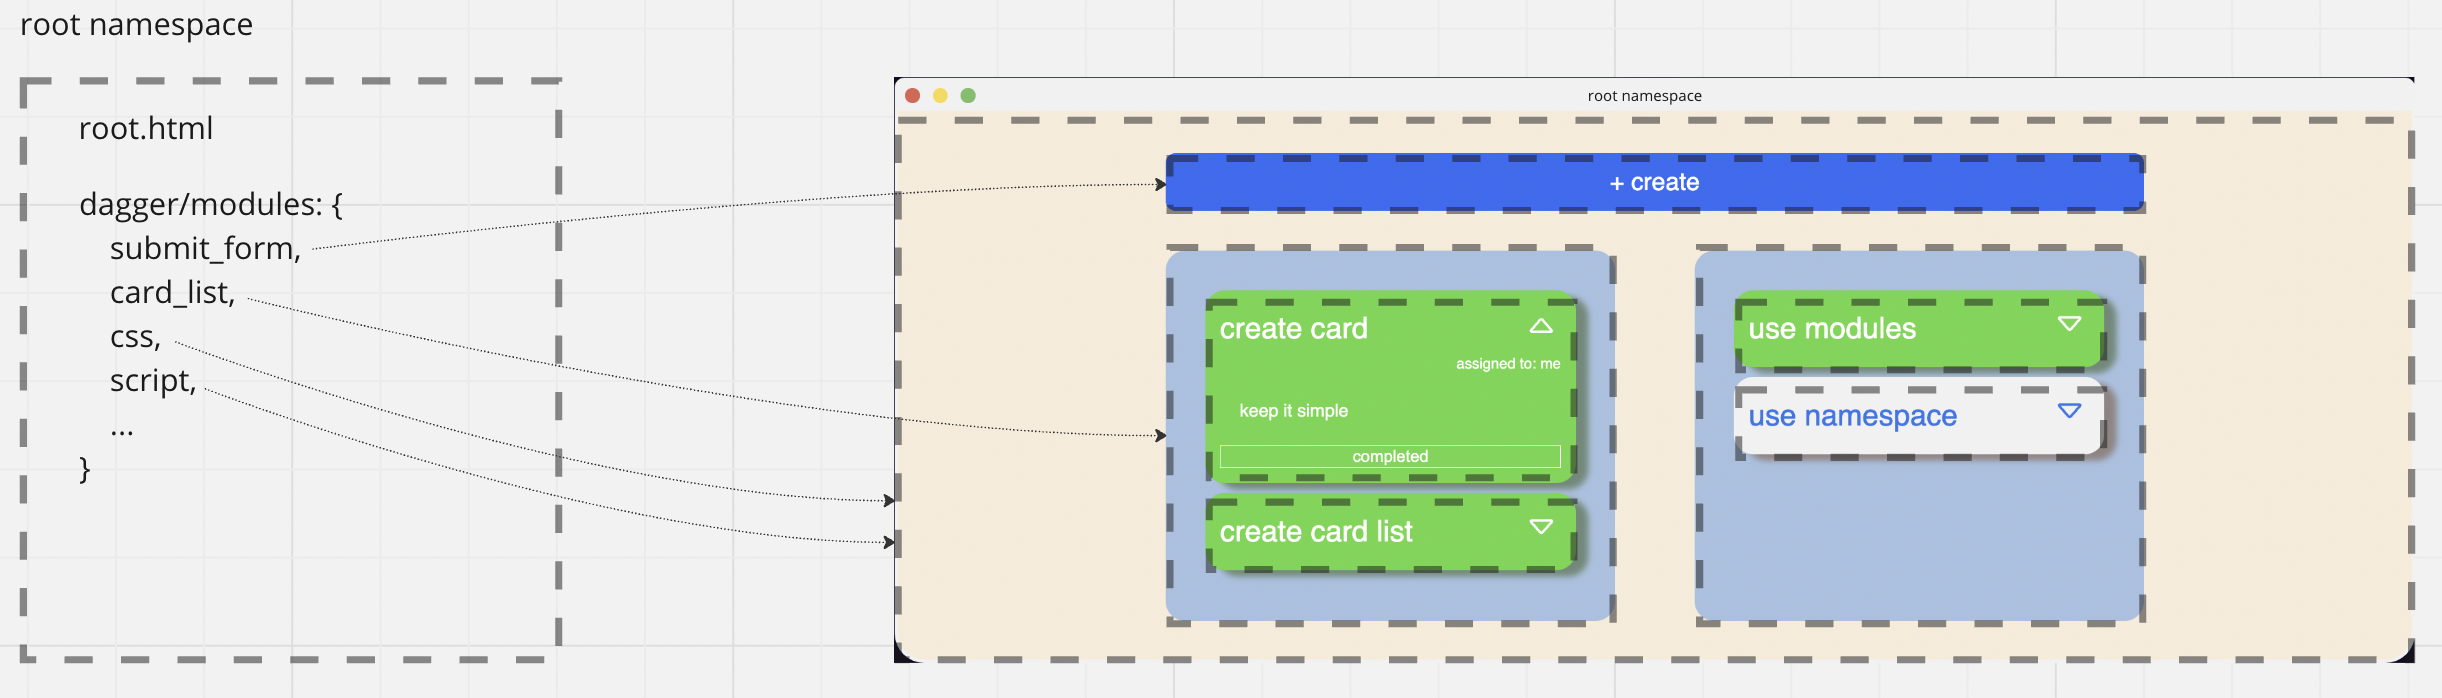 root namespace
root.html
dagger/modules: {
submit_form,
card_list,
css,
script,
...
}
root namespace
+ create
create card
assigned to: me
keep it simple
completed
create card list
use modules
use namespace